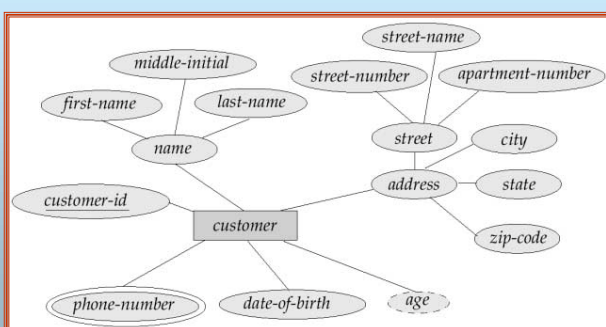 street-name
middle-initial
street-number
apartment-number
first-name
last-name
street
city
name
address
state
customer-id
customer
zip-code
phone-number
date-of-birth
age